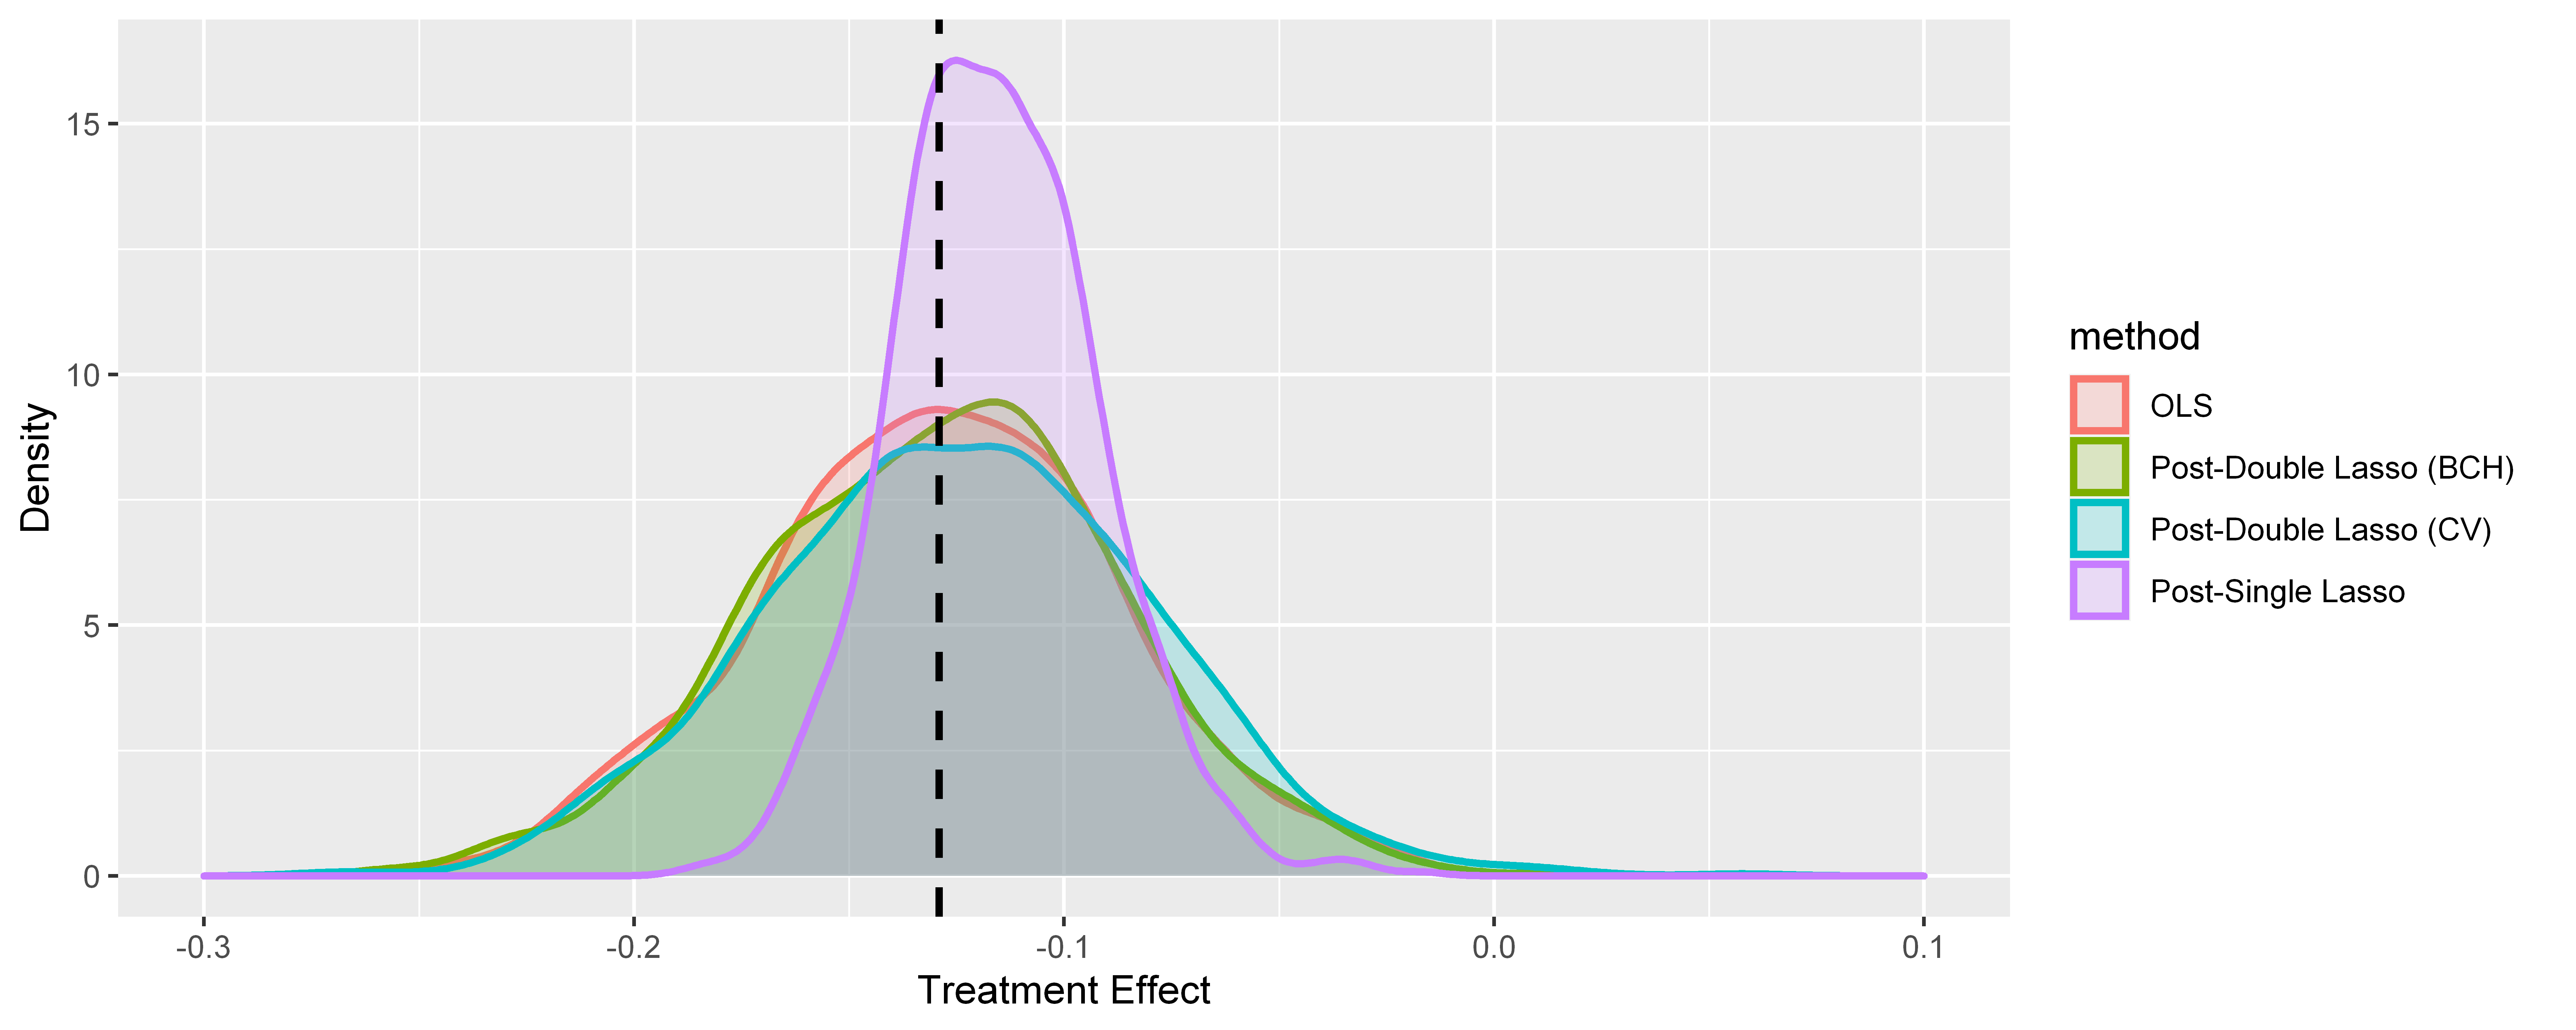 Density
15
10
5
0
-0.3
-0.2
-0.1
0.0
0.1
Treatment Effect
method
OLS
Post-Double Lasso (BCH)
Post-Double Lasso (CV)
Post-Single Lasso